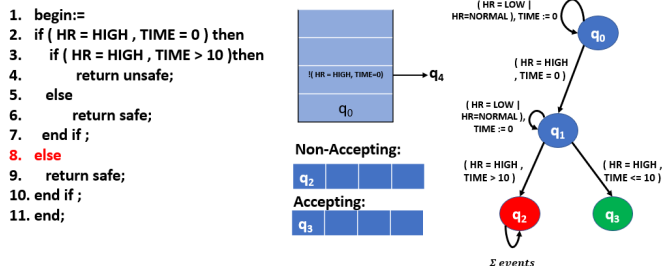 1. begin:=
2. if ( HR = HIGH , TIME = 0 ) then
3. if ( HR = HIGH , TIME > 10 )then
4. return unsafe;
5. else
6. return safe;
7. end if ;
8. else
9. return safe;
10. end if ;
11. end;
!( HR = HIGH, TIME=0)
q4
q0
Non-Accepting:
q2
Accepting:
q3
( HR = LOW |
HR=NORMAL ), TIME := 0
q0
( HR = HIGH
, TIME = 0 )
( HR = LOW |
HR=NORMAL ),
TIME := 0
q1
( HR = HIGH ,
TIME > 10 )
( HR = HIGH ,
TIME <= 10 )
q2
q3
Σ events